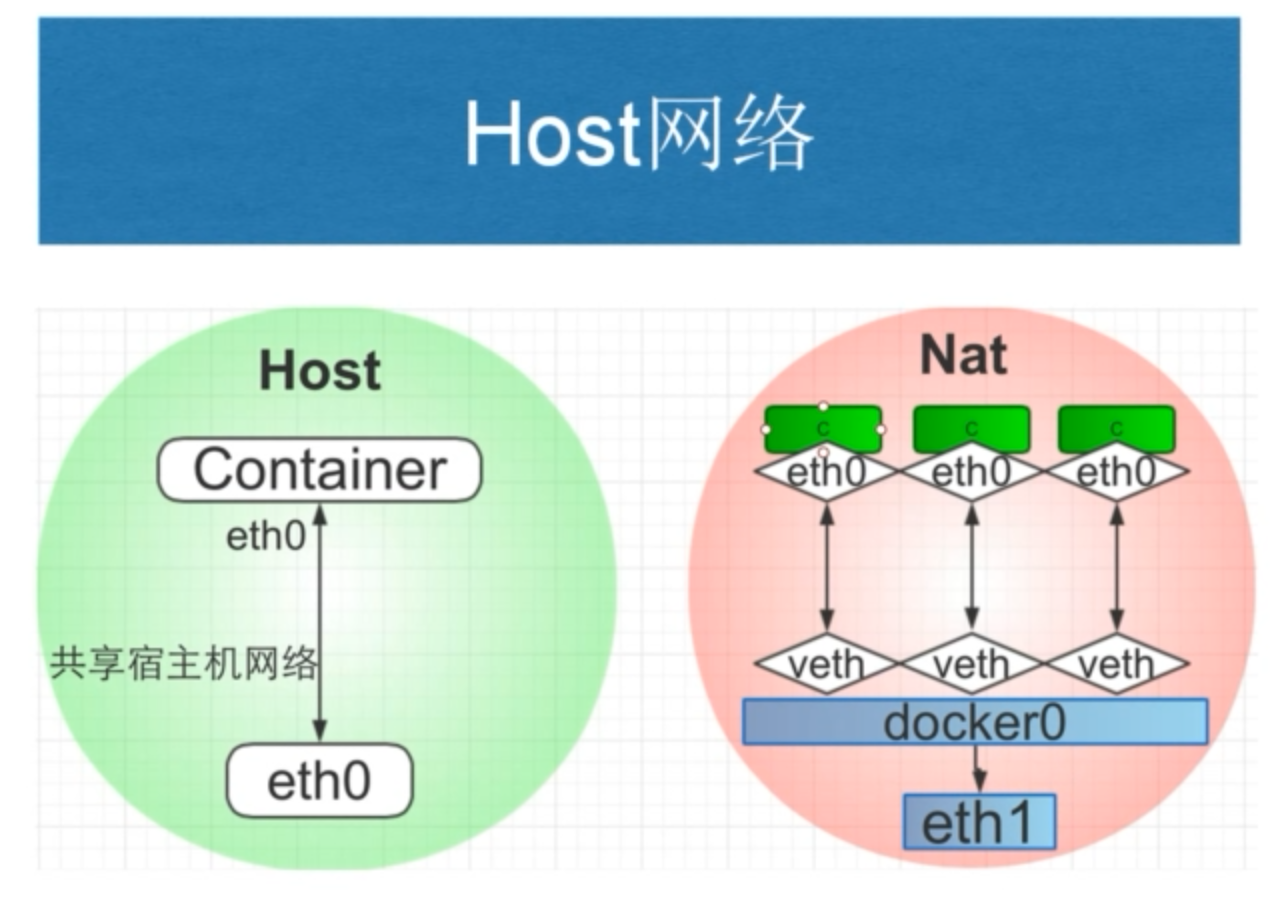 Host网络
Host
Container
eth0
共享宿主机网络
eth0
Nat
c c c
eth0 eth0 eth0
veth veth veth
docker0
eth1